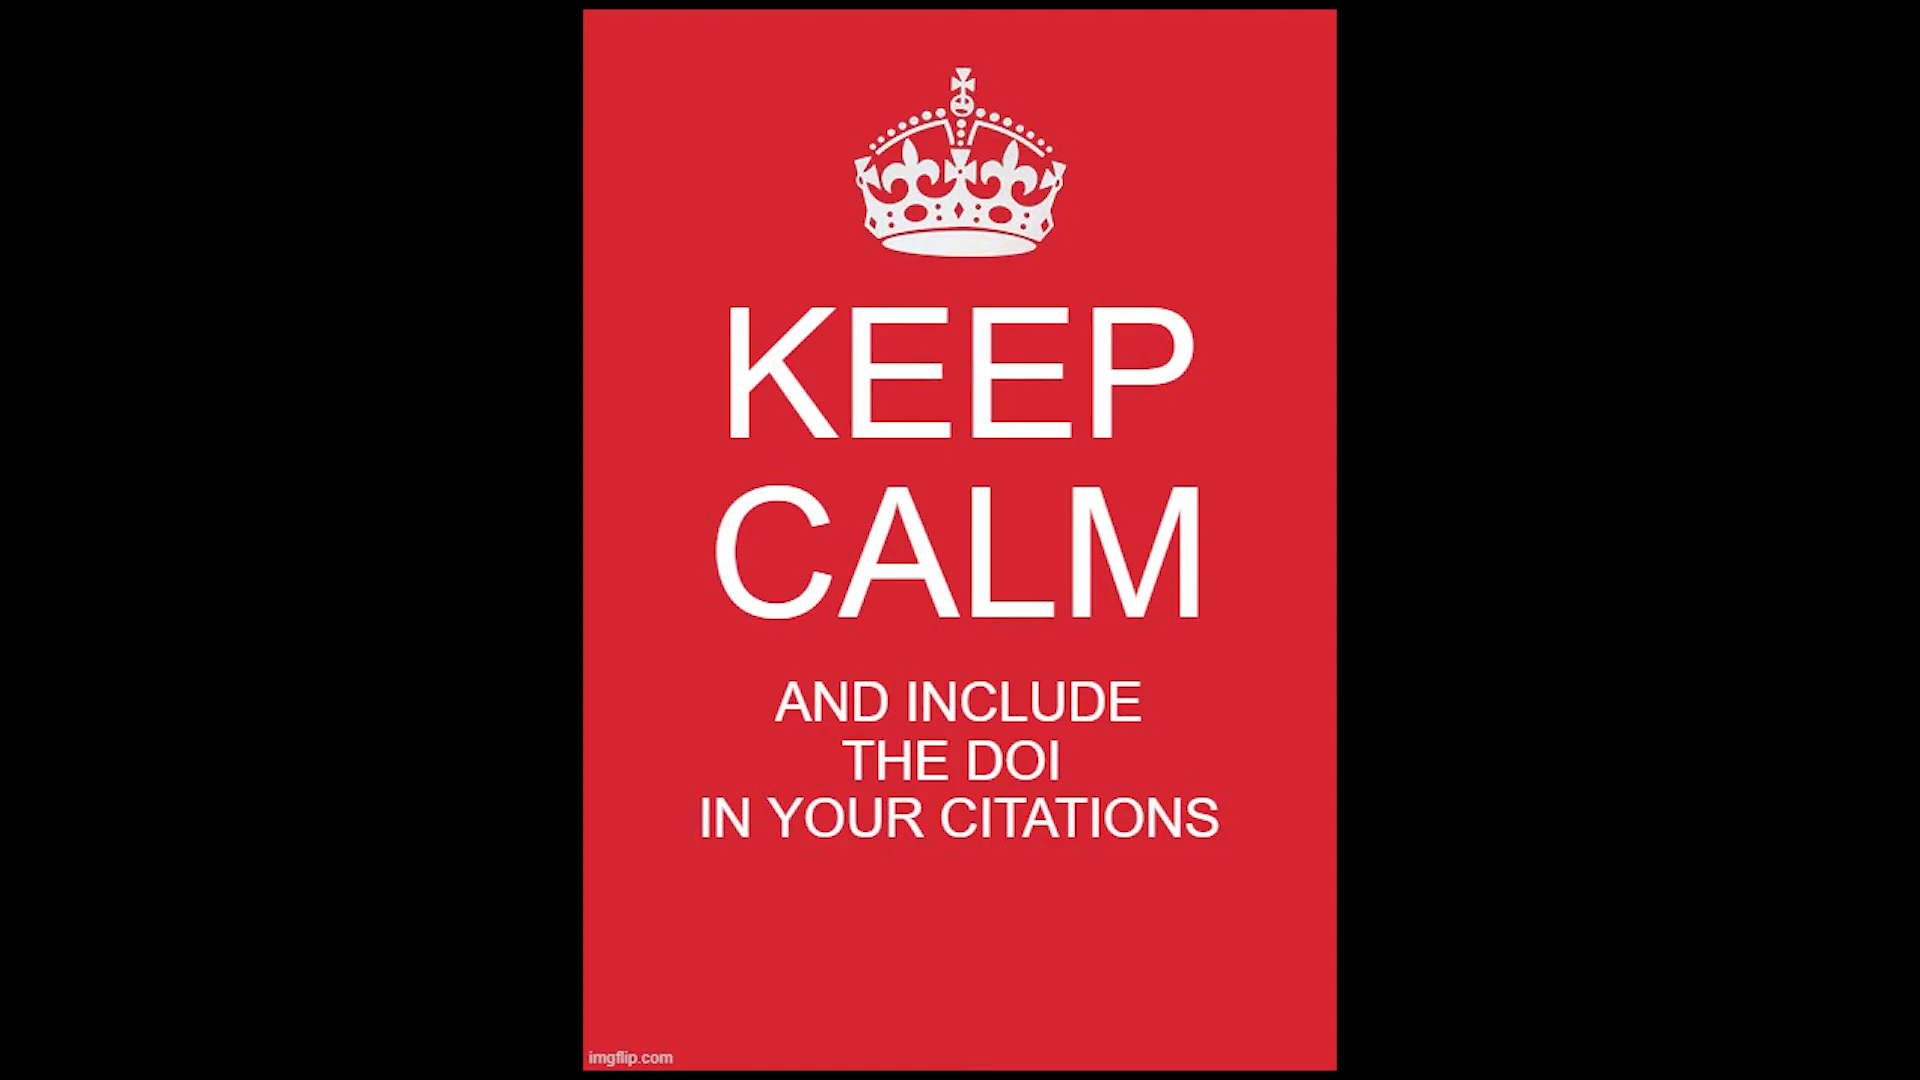 KEEP
CALM
AND INCLUDE
THE DOI
IN YOUR CITATIONS
imgflip.com